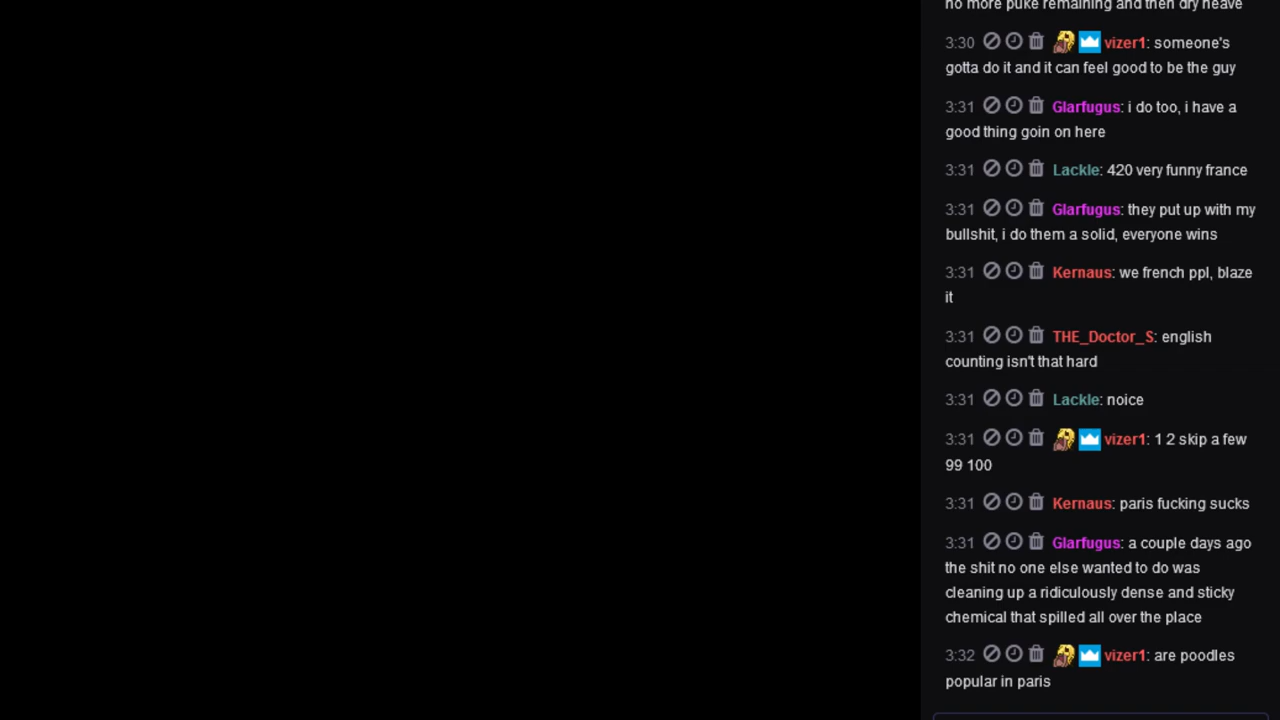 no more puke remaining and then dry heave
3:30 vizer1: someone's
gotta do it and it can feel good to be the guy
3:31 Glarfugus: i do too, i have a
good thing goin on here
3:31 Lackle: 420 very funny france
3:31 Glarfugus: they put up with my
bullshit, i do them a solid, everyone wins
3:31 Kernaus: we french ppl, blaze
it
3:31 THE_Doctor_S: english
counting isn't that hard
3:31 Lackle: noice
3:31 vizer1: 1 2 skip a few
99 100
3:31 Kernaus: paris fucking sucks
3:31 Glarfugus: a couple days ago
the shit no one else wanted to do was
cleaning up a ridiculously dense and sticky
chemical that spilled all over the place
3:32 vizer1: are poodles
popular in paris